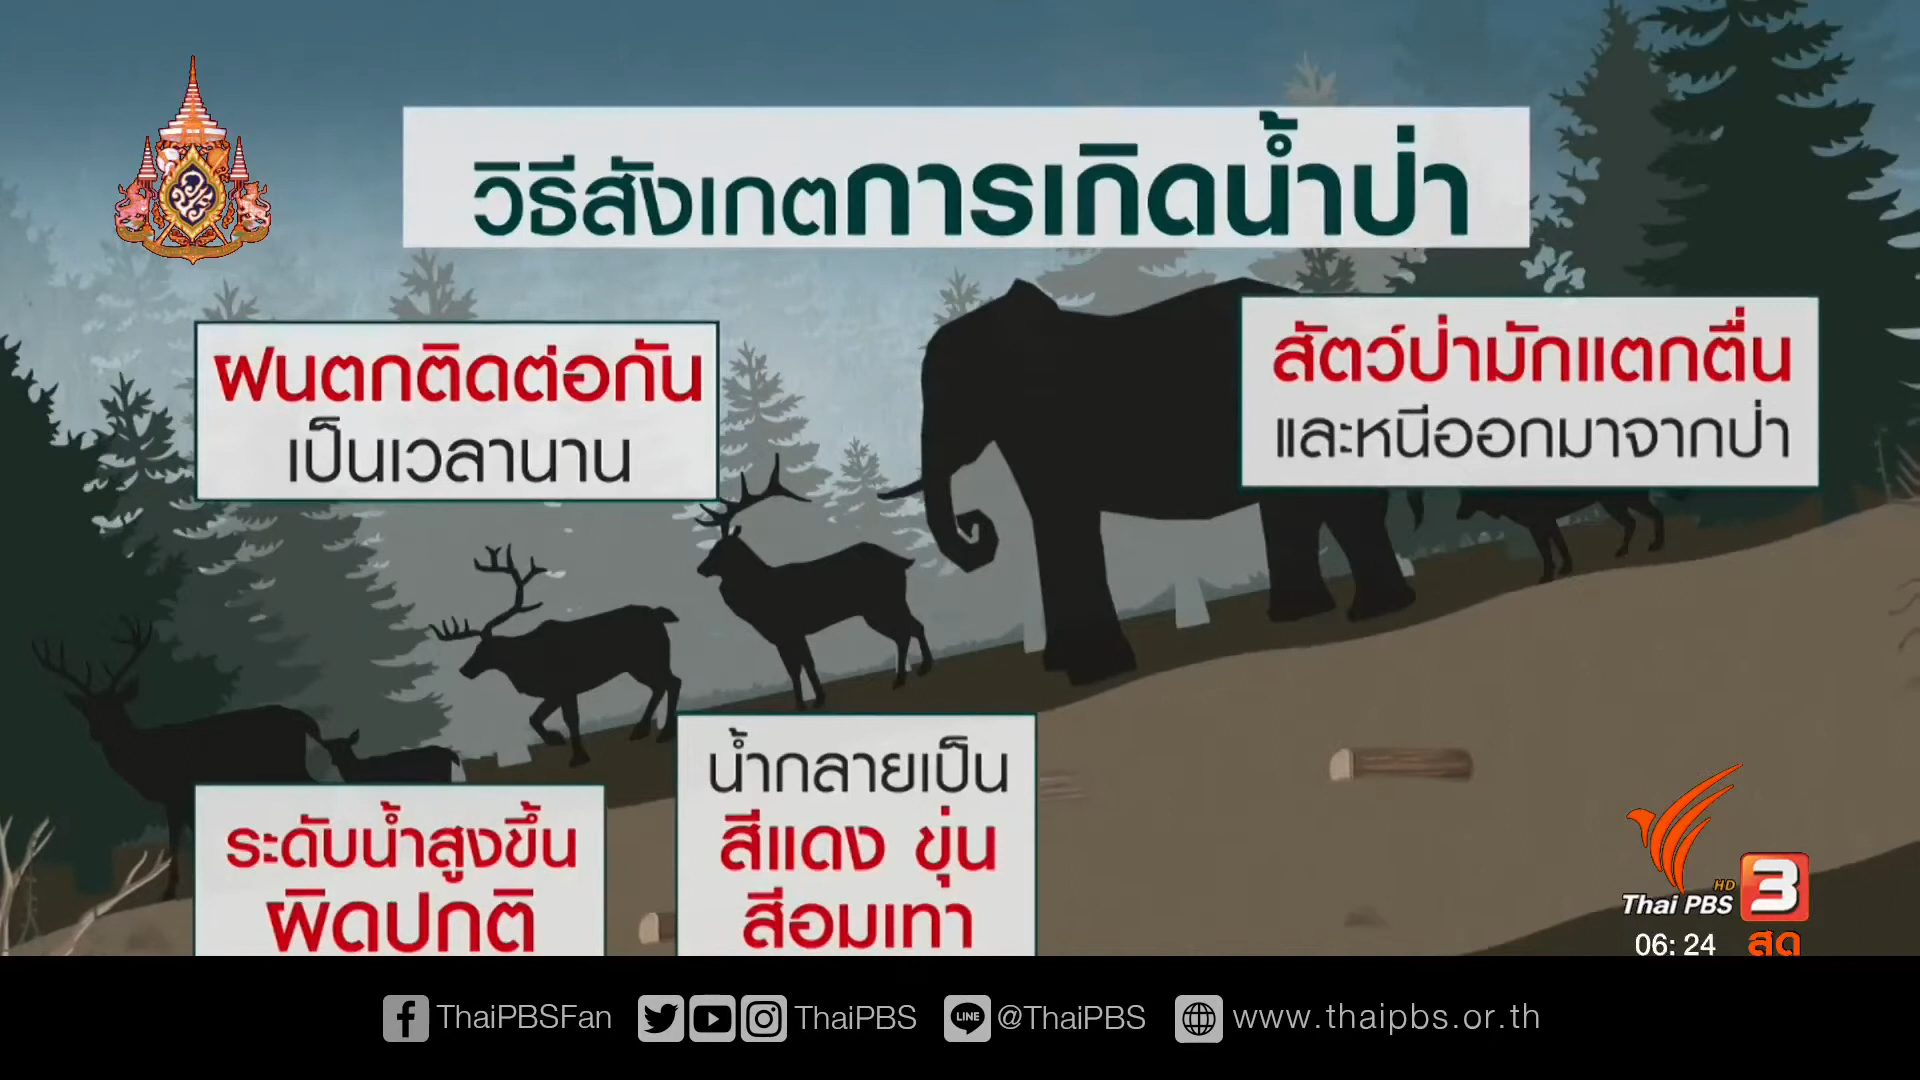 วิธีสังเกตการเกิดน้ำป่า
ฝนตกติดต่อกัน
เป็นเวลานาน
สัตว์ป่ามักแตกตื่น
และหนีออกมาจากป่า
ระดับน้ำสูงขึ้น
ผิดปกติ
น้ำกลายเป็น
สีแดง ขุ่น
สีอมเทา
HD
Thai PBS 3
06: 24 สด
ThaiPBSFan ThaiPBS LINE @ThaiPBS www.thaipbs.or.th